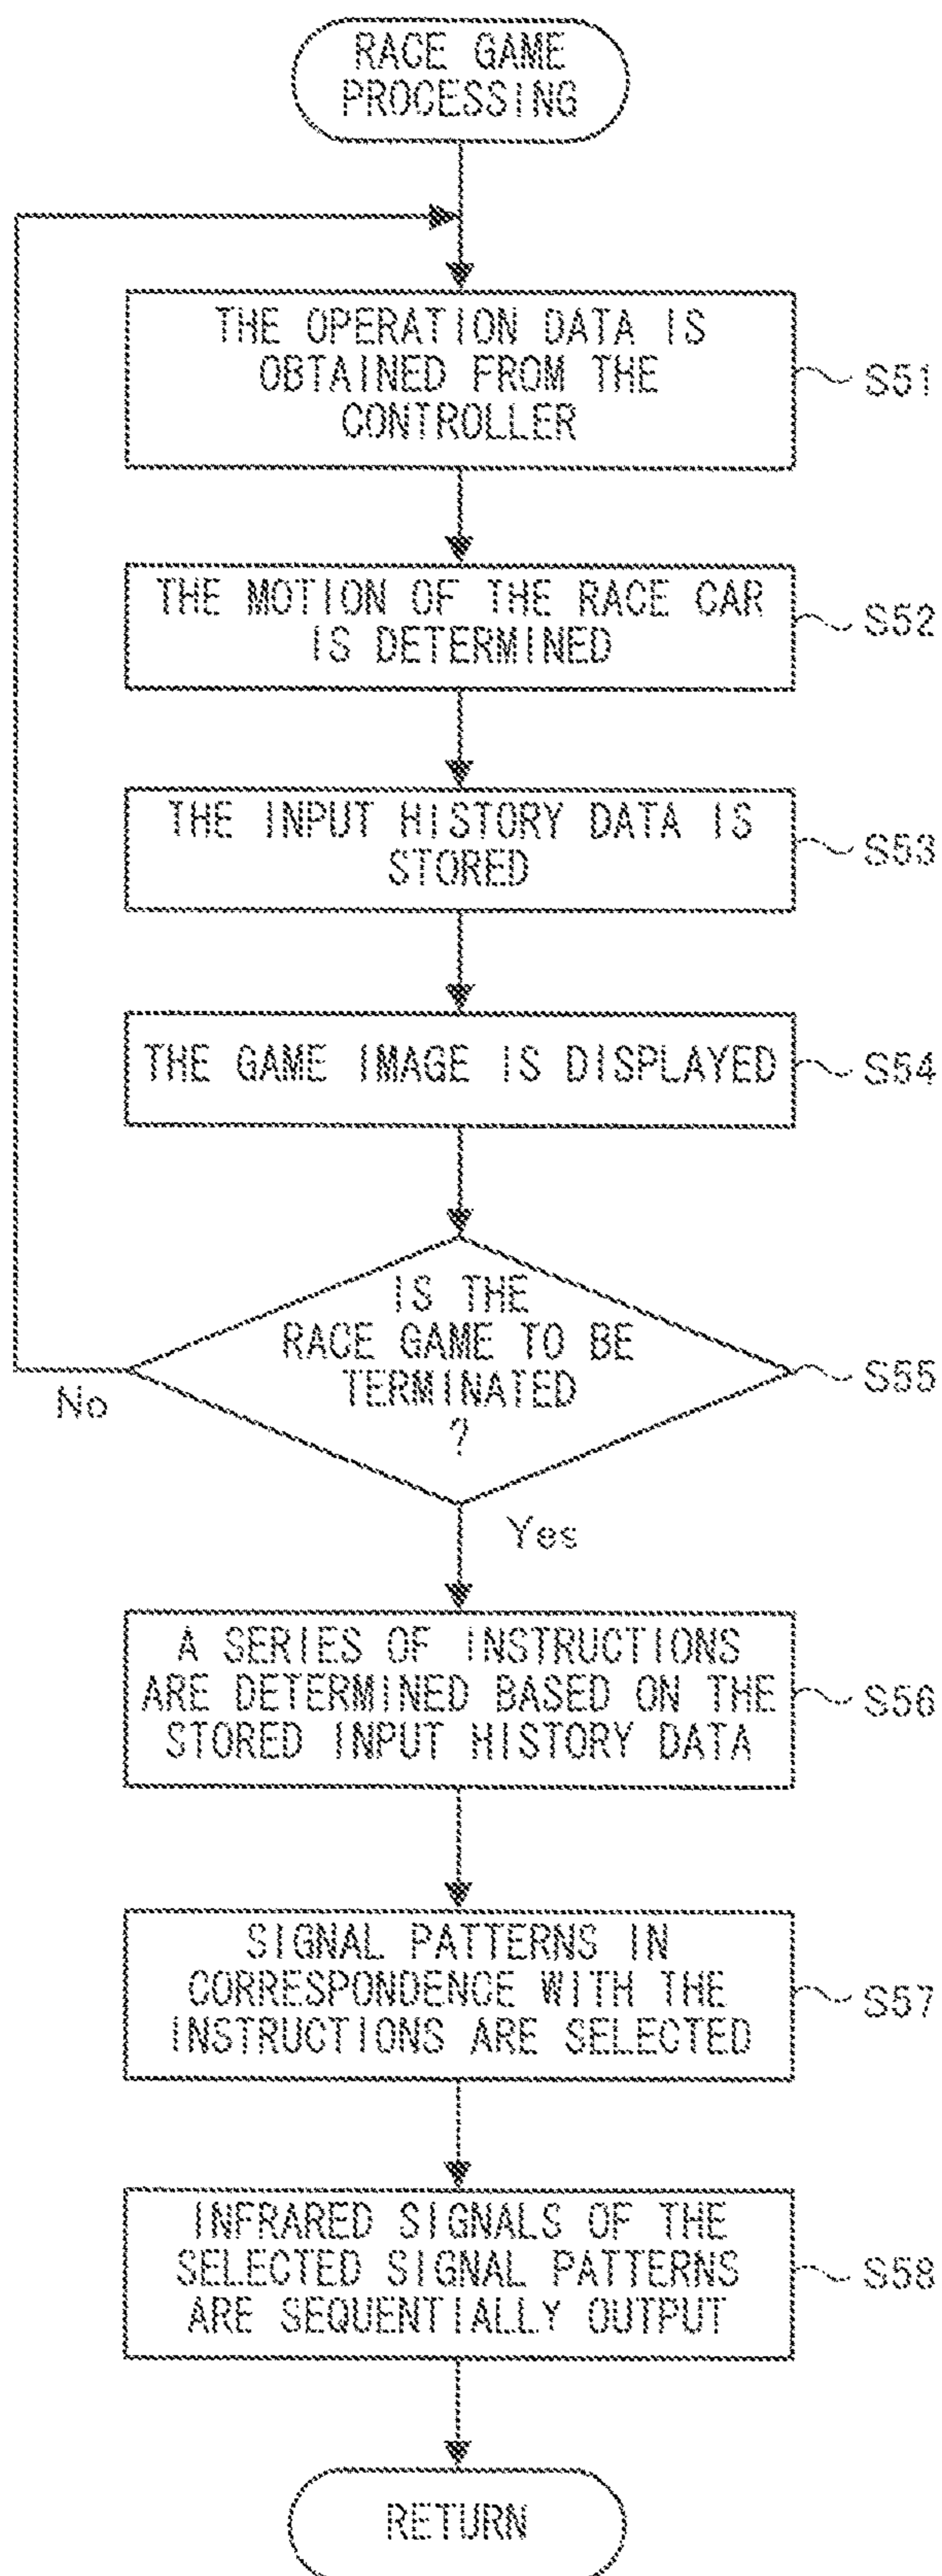 RACE GAME
PROCESSING
THE OPERATION DATA IS
OBTAINED FROM THE
CONTROLLER
S51
THE MOTION OF THE RACE CAR
IS DETERMINED
S52
THE INPUT HISTORY DATA IS
STORED
S53
THE GAME IMAGE IS DISPLAYED
S54
IS THE
RACE GAME TO BE
TERMINATED
?
S55
No
Yes
A SERIES OF INSTRUCTIONS
ARE DETERMINED BASED ON THE
STORED INPUT HISTORY DATA
S56
SIGNAL PATTERNS IN
CORRESPONDENCE WITH THE
INSTRUCTIONS ARE SELECTED
S57
INFRARED SIGNALS OF THE
SELECTED SIGNAL PATTERNS
ARE SEQUENTIALLY OUTPUT
S58
RETURN